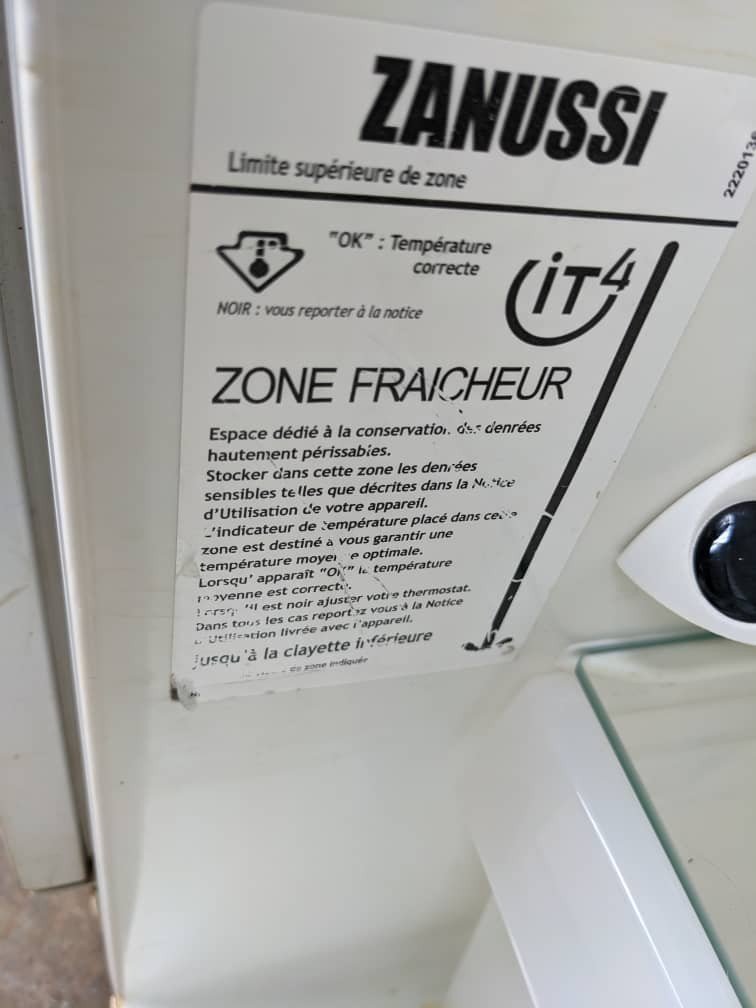 ZANUSSI
Limite supérieure de zone
2220138
"OK" : Température
correcte
iT4
NOIR : vous reporter à la notice
ZONE FRAICHEUR
Espace dédié à la conservation des denrées
hautement périssables.
Stocker dans cette zone les denrées
sensibles telles que décrites dans la Notice
d'Utilisation de votre appareil.
L'indicateur de température placé dans cette
zone est destiné à vous garantir une
température moyenne optimale.
Lorsqu' apparaît "OK" la température
moyenne est correcte.
Lorsqu'il est noir ajuster votre thermostat.
Dans tous les cas reportez vous à la Notice
d'Utilisation livrée avec l'appareil.
jusqu'à la clayette inférieure
de zone indiquée